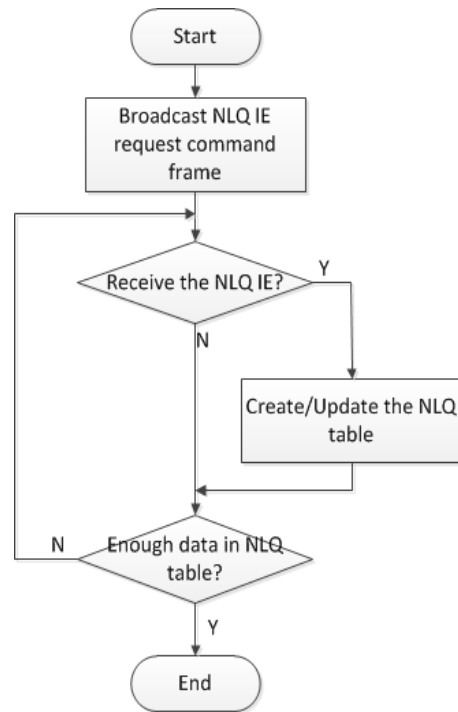 Start
Broadcast NLQ IE
request command
frame
Receive the NLQ IE?
Y
N
Create/Update the NLQ
table
N
Enough data in NLQ
table?
Y
End